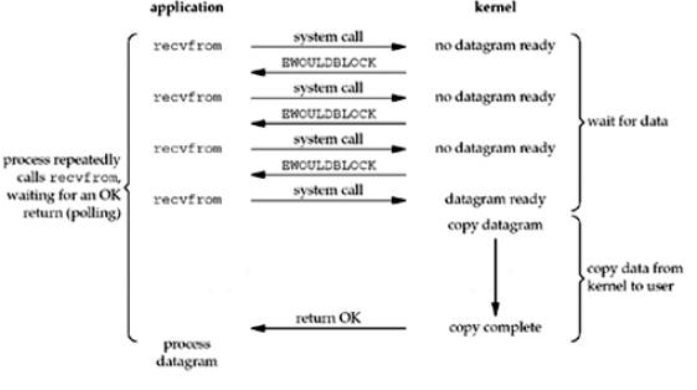 application kernel
recvfrom system call no datagram ready
EWOULDBLOCK
recvfrom system call no datagram ready
EWOULDBLOCK
wait for data
recvfrom system call no datagram ready
process repeatedly
calls recvfrom,
waiting for an OK
return (polling)
EWOULDBLOCK
recvfrom system call datagram ready
copy datagram
copy data from
kernel to user
return OK copy complete
process
datagram